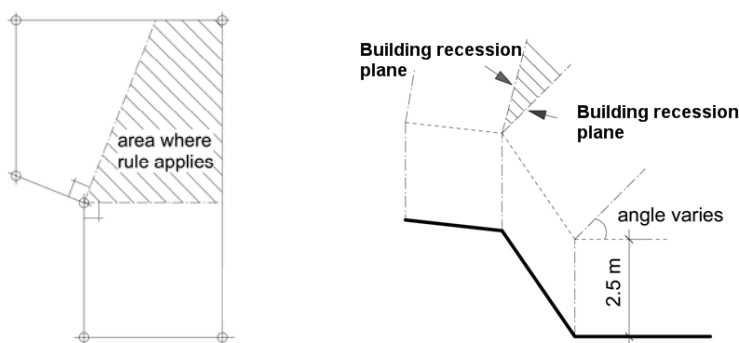 area where
rule applies
Building recession
plane
Building recession
plane
angle varies
2.5 m